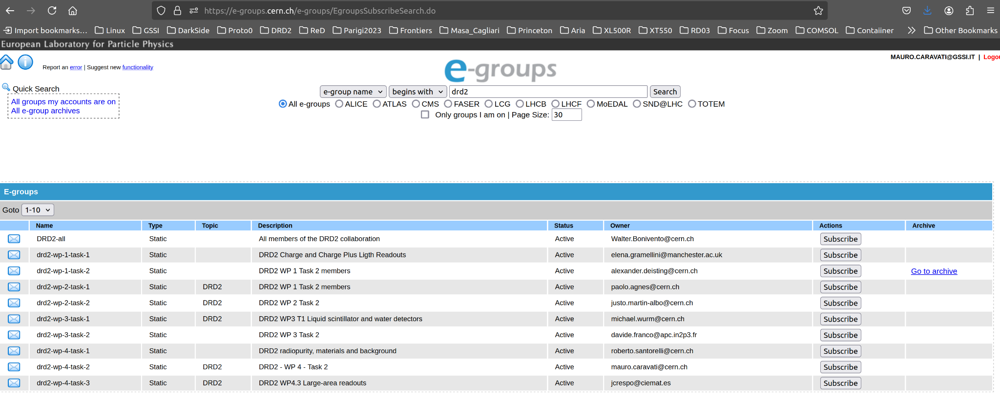 https://e-groups.cern.ch/e-groups/EgroupsSubscribeSearch.do
Import bookmarks... Linux GSSI DarkSide Proto0 DRD2 ReD Parigi2023 Frontiers Masa_Cagliari Princeton Aria XL500R XT550 RD03 Focus Zoom COMSOL Contaiiner Other Bookmarks
European Laboratory for Particle Physics
MAURO.CARAVATI@GSSI.IT | Logou
Report an error | Suggest new functionality
e-groups
Quick Search
All groups my accounts are on
All e-group archives
e-group name begins with drd2 Search
All e-groups ALICE ATLAS CMS FASER LCG LHCB LHCF MoEDAL SND@LHC TOTEM
Only groups I am on | Page Size: 30
E-groups
Goto 1-10
Name Type Topic Description Status Owner Actions Archive
DRD2-all Static All members of the DRD2 collaboration Active Walter.Bonivento@cern.ch Subscribe
drd2-wp-1-task-1 Static DRD2 Charge and Charge Plus Ligth Readouts Active elena.gramellini@manchester.ac.uk Subscribe
drd2-wp-1-task-2 Static DRD2 WP 1 Task 2 members Active alexander.deisting@cern.ch Subscribe Go to archive
drd2-wp-2-task-1 Static DRD2 DRD2 WP 1 Task 2 members Active paolo.agnes@cern.ch Subscribe
drd2-wp-2-task-2 Static DRD2 DRD2 WP 2 Task 2 Active justo.martin-albo@cern.ch Subscribe
drd2-wp-3-task-1 Static DRD2 DRD2 WP3 T1 Liquid scintillator and water detectors Active michael.wurm@cern.ch Subscribe
drd2-wp-3-task-2 Static DRD2 WP 3 Task 2 Active davide.franco@apc.in2p3.fr Subscribe
drd2-wp-4-task-1 Static DRD2 radiopurity, materials and background Active roberto.santorelli@cern.ch Subscribe
drd2-wp-4-task-2 Static DRD2 DRD2 - WP 4 - Task 2 Active mauro.caravati@cern.ch Subscribe
drd2-wp-4-task-3 Static DRD2 DRD2 WP4.3 Large-area readouts Active jcrespo@ciemat.es Subscribe